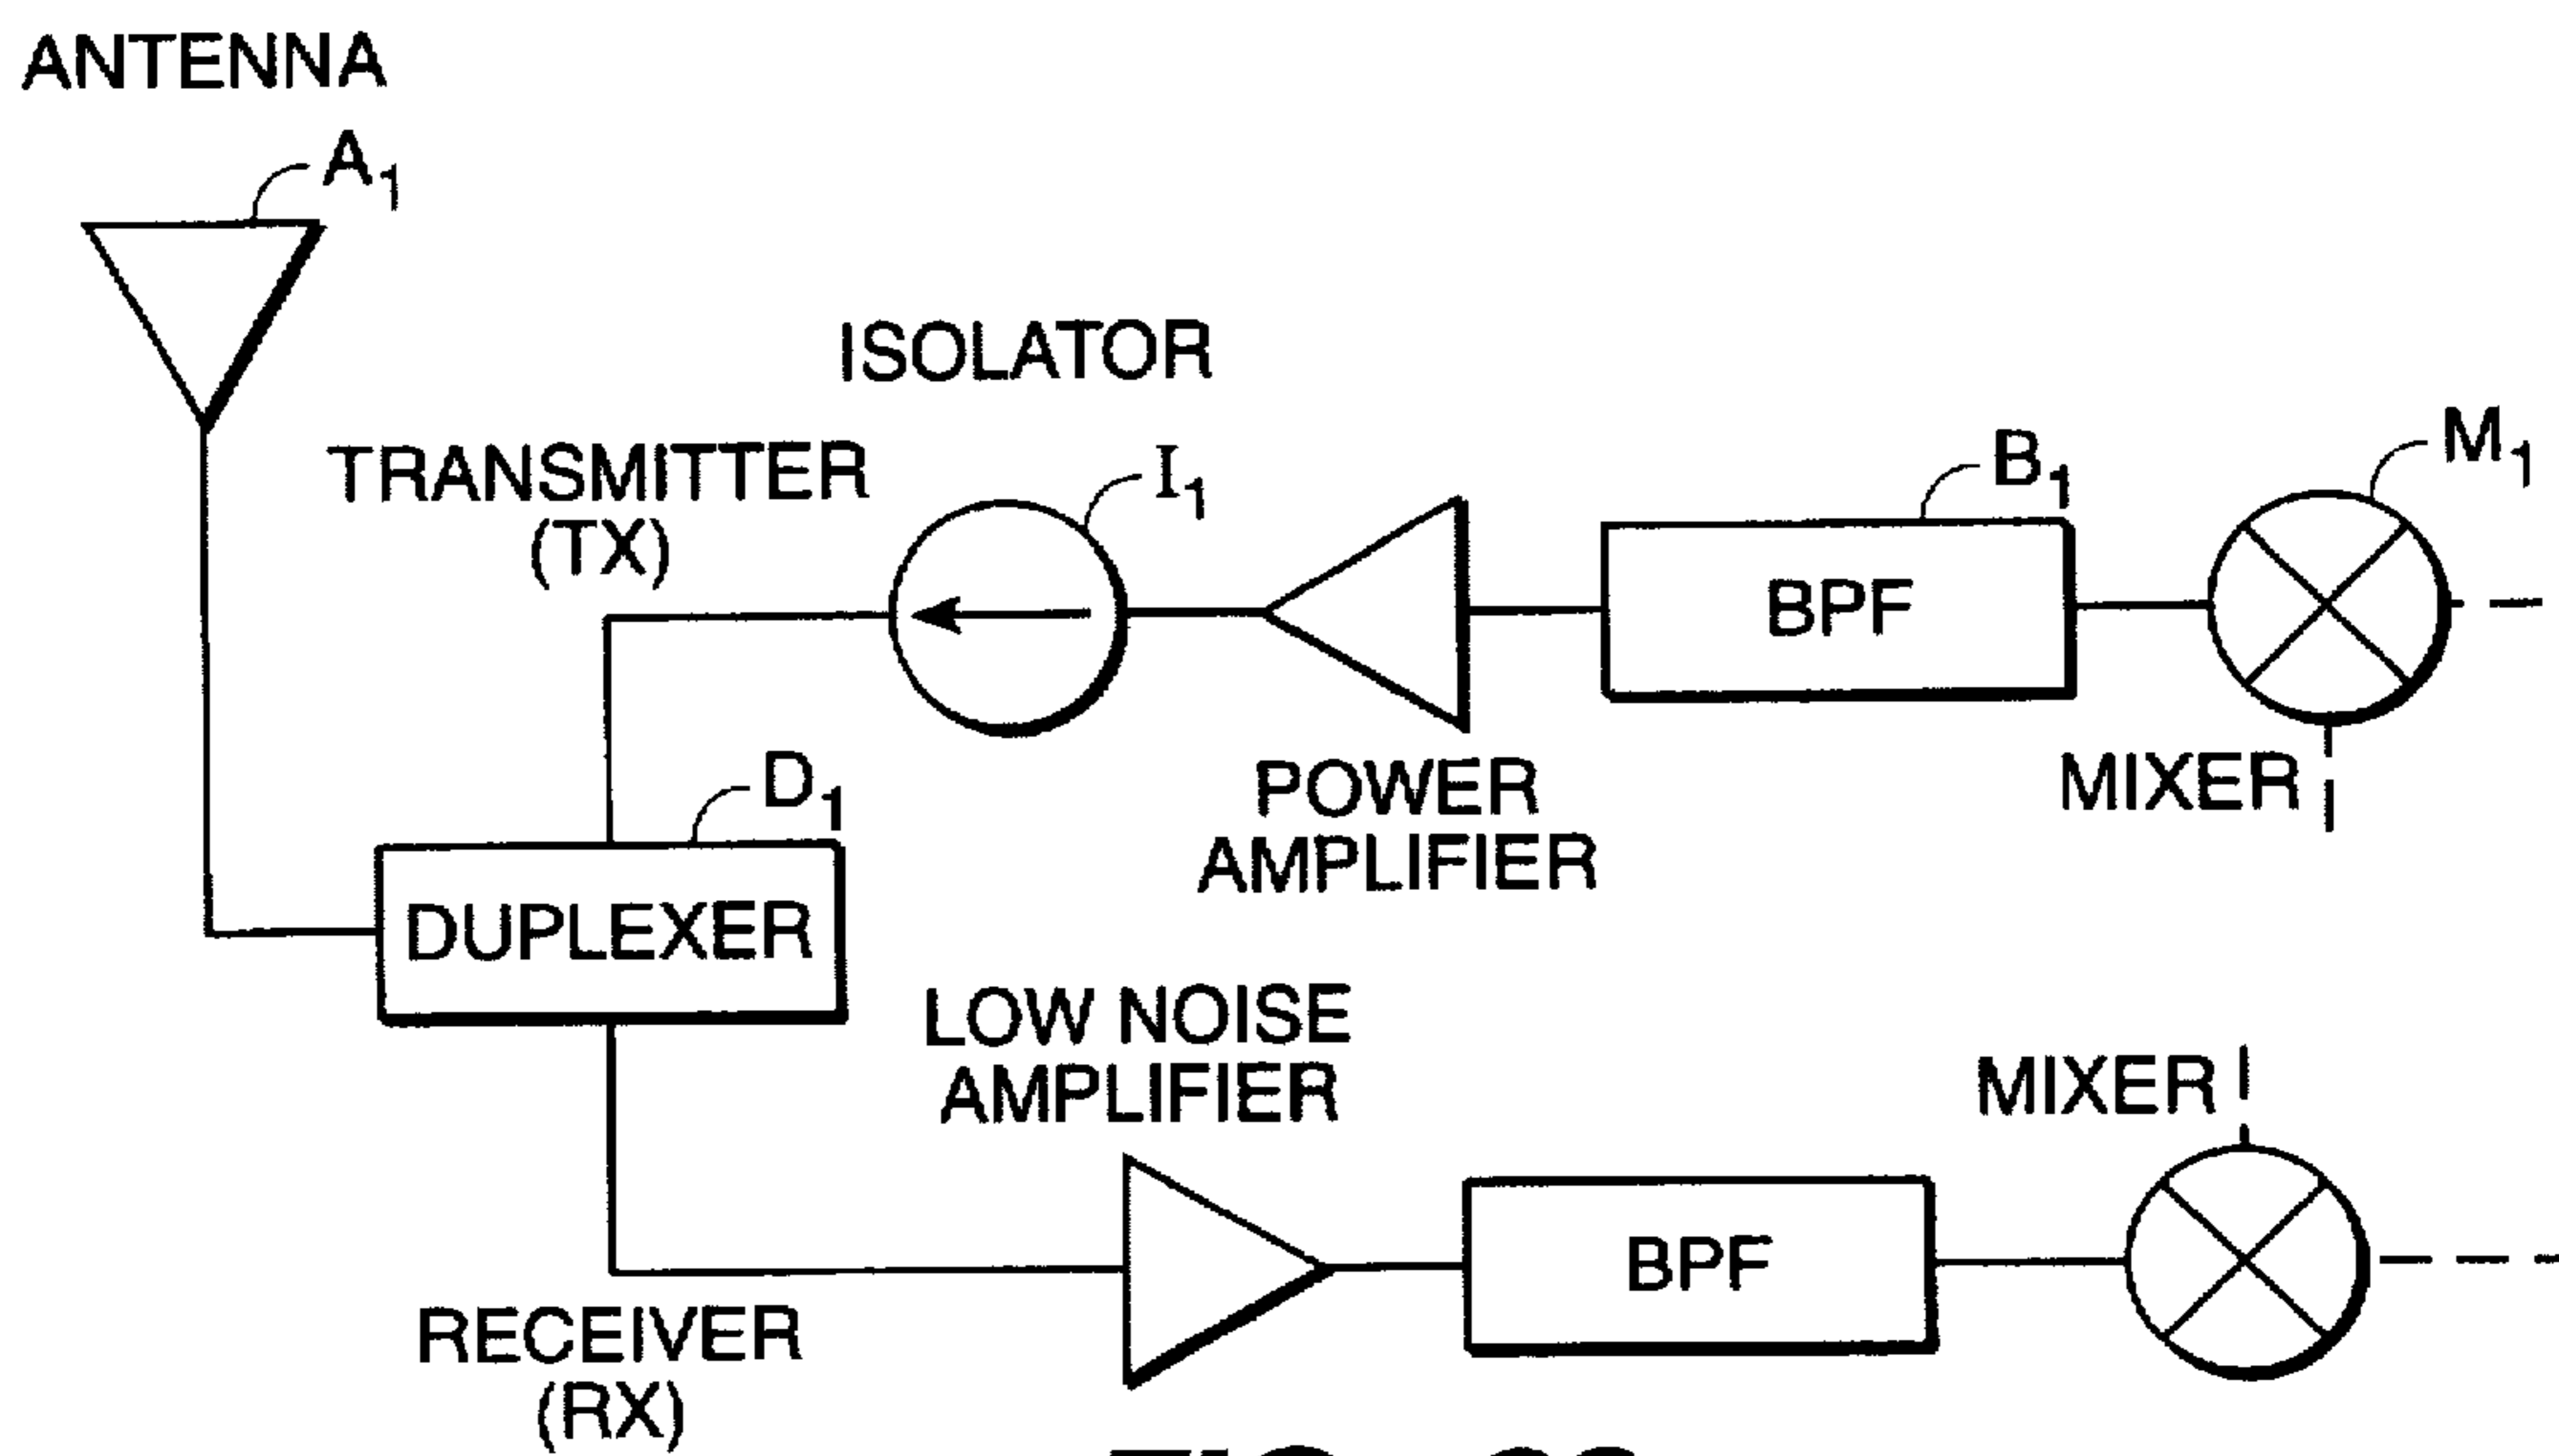 ANTENNA
A1
ISOLATOR
TRANSMITTER
(TX)
I1
B1
M1
BPF
MIXER
POWER
AMPLIFIER
D1
DUPLEXER
LOW NOISE
AMPLIFIER
MIXER
BPF
RECEIVER
(RX)